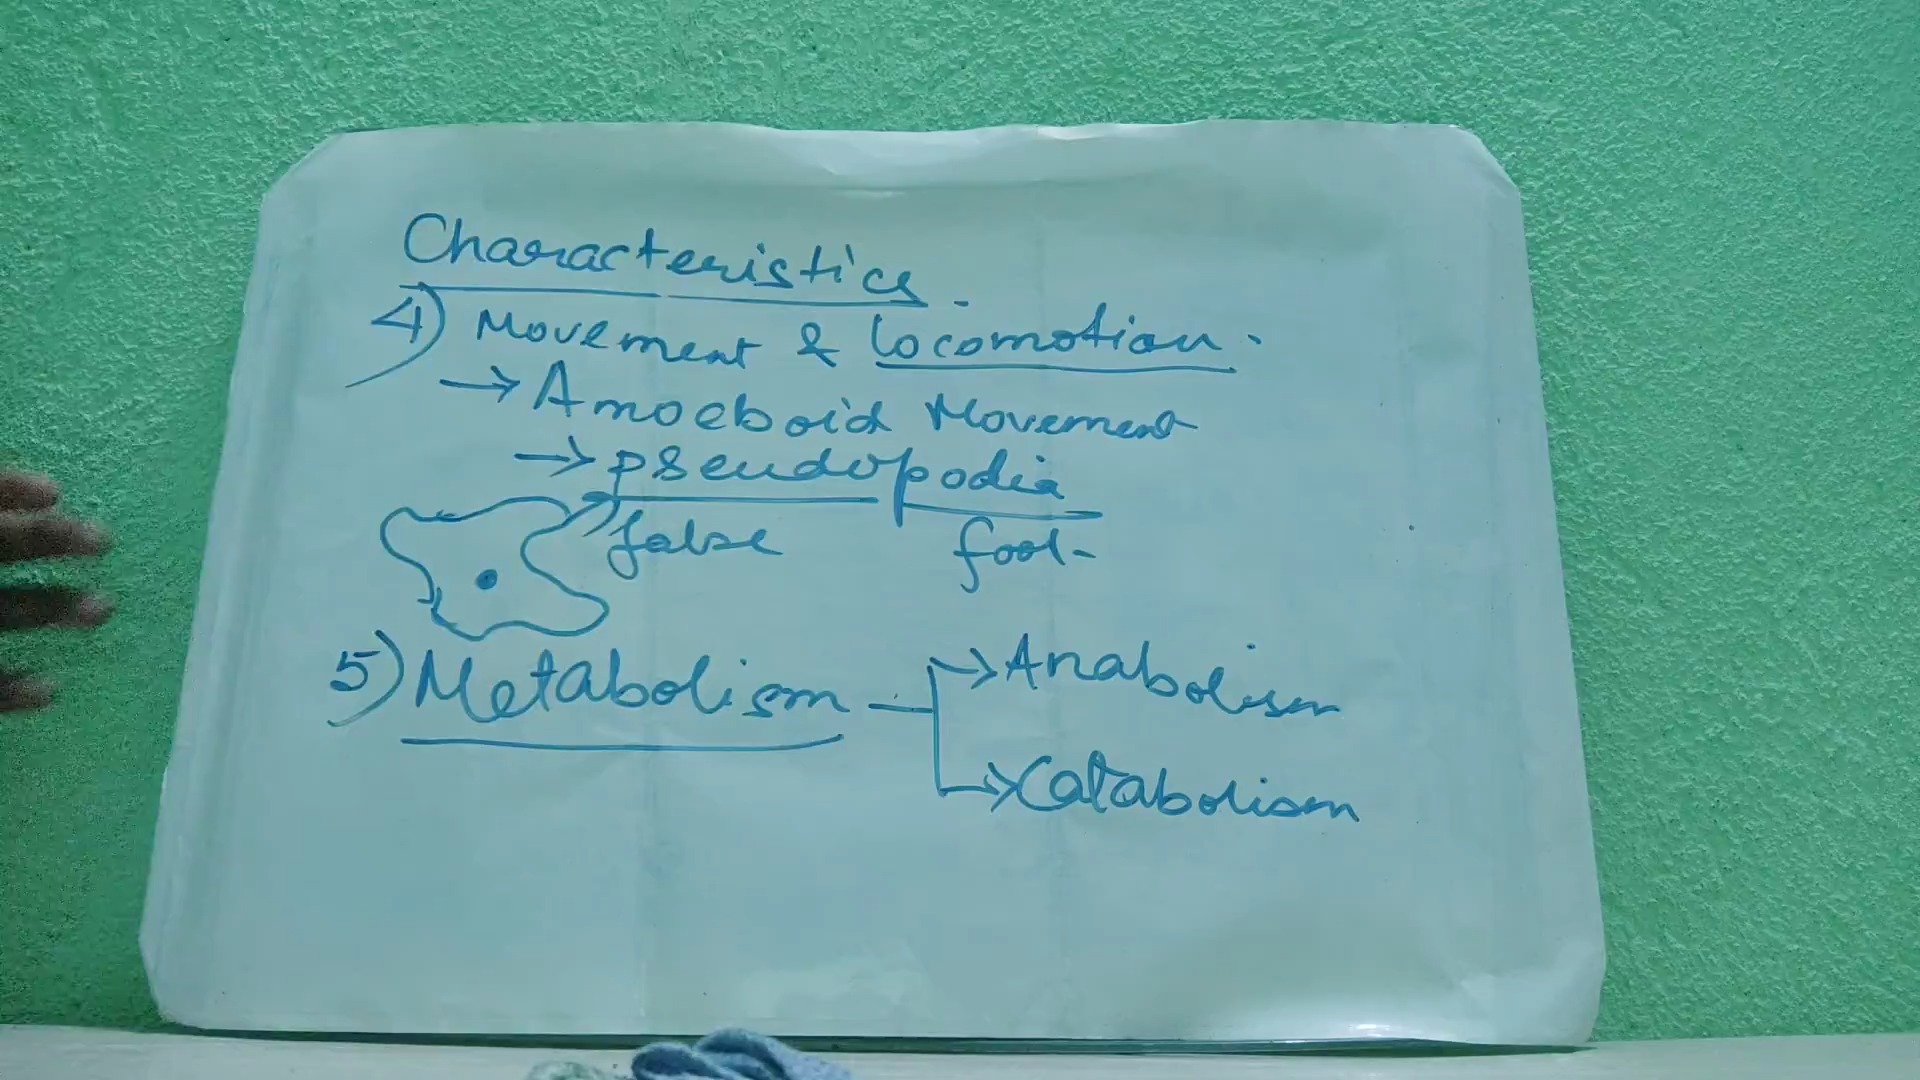 Characteristics.
4) Movement & locomotion.
→ Amoeboid Movement
→ pseudopodia
false foot-
5) Metabolism → Anabolism
→ Catabolism